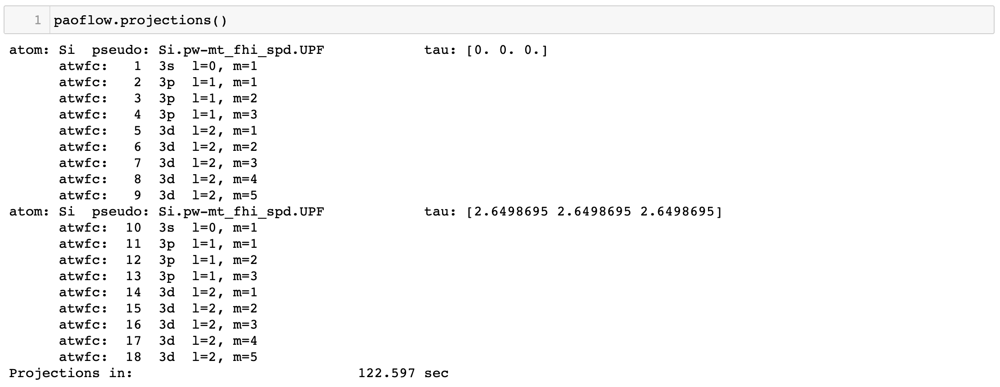 1 paoflow.projections()
atom: Si  pseudo: Si.pw-mt_fhi_spd.UPF            tau: [0. 0. 0.]
      atwfc:   1  3s  l=0, m=1
      atwfc:   2  3p  l=1, m=1
      atwfc:   3  3p  l=1, m=2
      atwfc:   4  3p  l=1, m=3
      atwfc:   5  3d  l=2, m=1
      atwfc:   6  3d  l=2, m=2
      atwfc:   7  3d  l=2, m=3
      atwfc:   8  3d  l=2, m=4
      atwfc:   9  3d  l=2, m=5
atom: Si  pseudo: Si.pw-mt_fhi_spd.UPF            tau: [2.6498695 2.6498695 2.6498695]
      atwfc:  10  3s  l=0, m=1
      atwfc:  11  3p  l=1, m=1
      atwfc:  12  3p  l=1, m=2
      atwfc:  13  3p  l=1, m=3
      atwfc:  14  3d  l=2, m=1
      atwfc:  15  3d  l=2, m=2
      atwfc:  16  3d  l=2, m=3
      atwfc:  17  3d  l=2, m=4
      atwfc:  18  3d  l=2, m=5
Projections in:                           122.597 sec